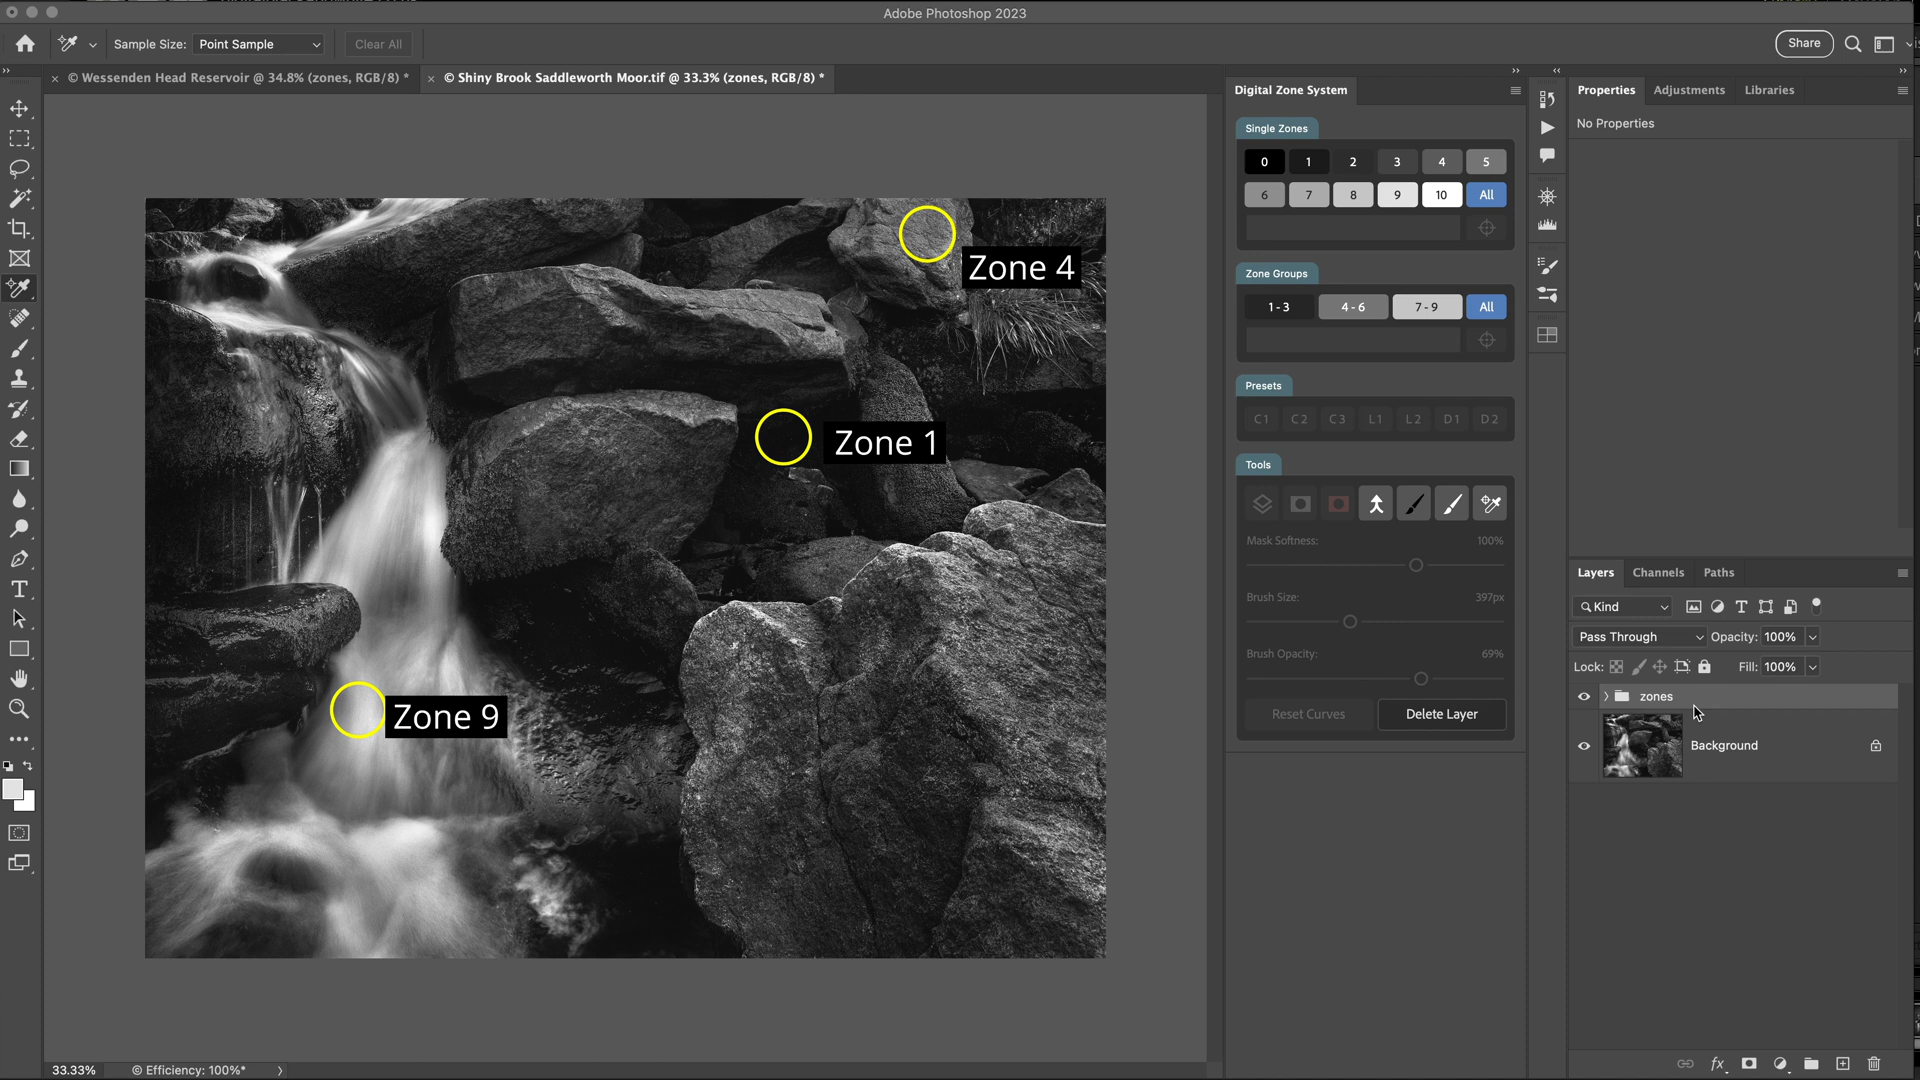 Adobe Photoshop 2023
Sample Size: Point Sample Clear All Share
× © Wessenden Head Reservoir @ 34.8% (zones, RGB/8) * × © Shiny Brook Saddleworth Moor.tif @ 33.3% (zones, RGB/8) *
Zone 4
Zone 1
Zone 9
33.33% © Efficiency: 100%*
Digital Zone System
Single Zones
0 1 2 3 4 5
6 7 8 9 10 All
Zone Groups
1 - 3 4 - 6 7 - 9 All
Presets
C1 C2 C3 L1 L2 D1 D2
Tools
Mask Softness: 100%
Brush Size: 397px
Brush Opacity: 69%
Reset Curves Delete Layer
Properties Adjustments Libraries
No Properties
Layers Channels Paths
Kind
Pass Through Opacity: 100%
Lock: Fill: 100%
zones
Background
fx